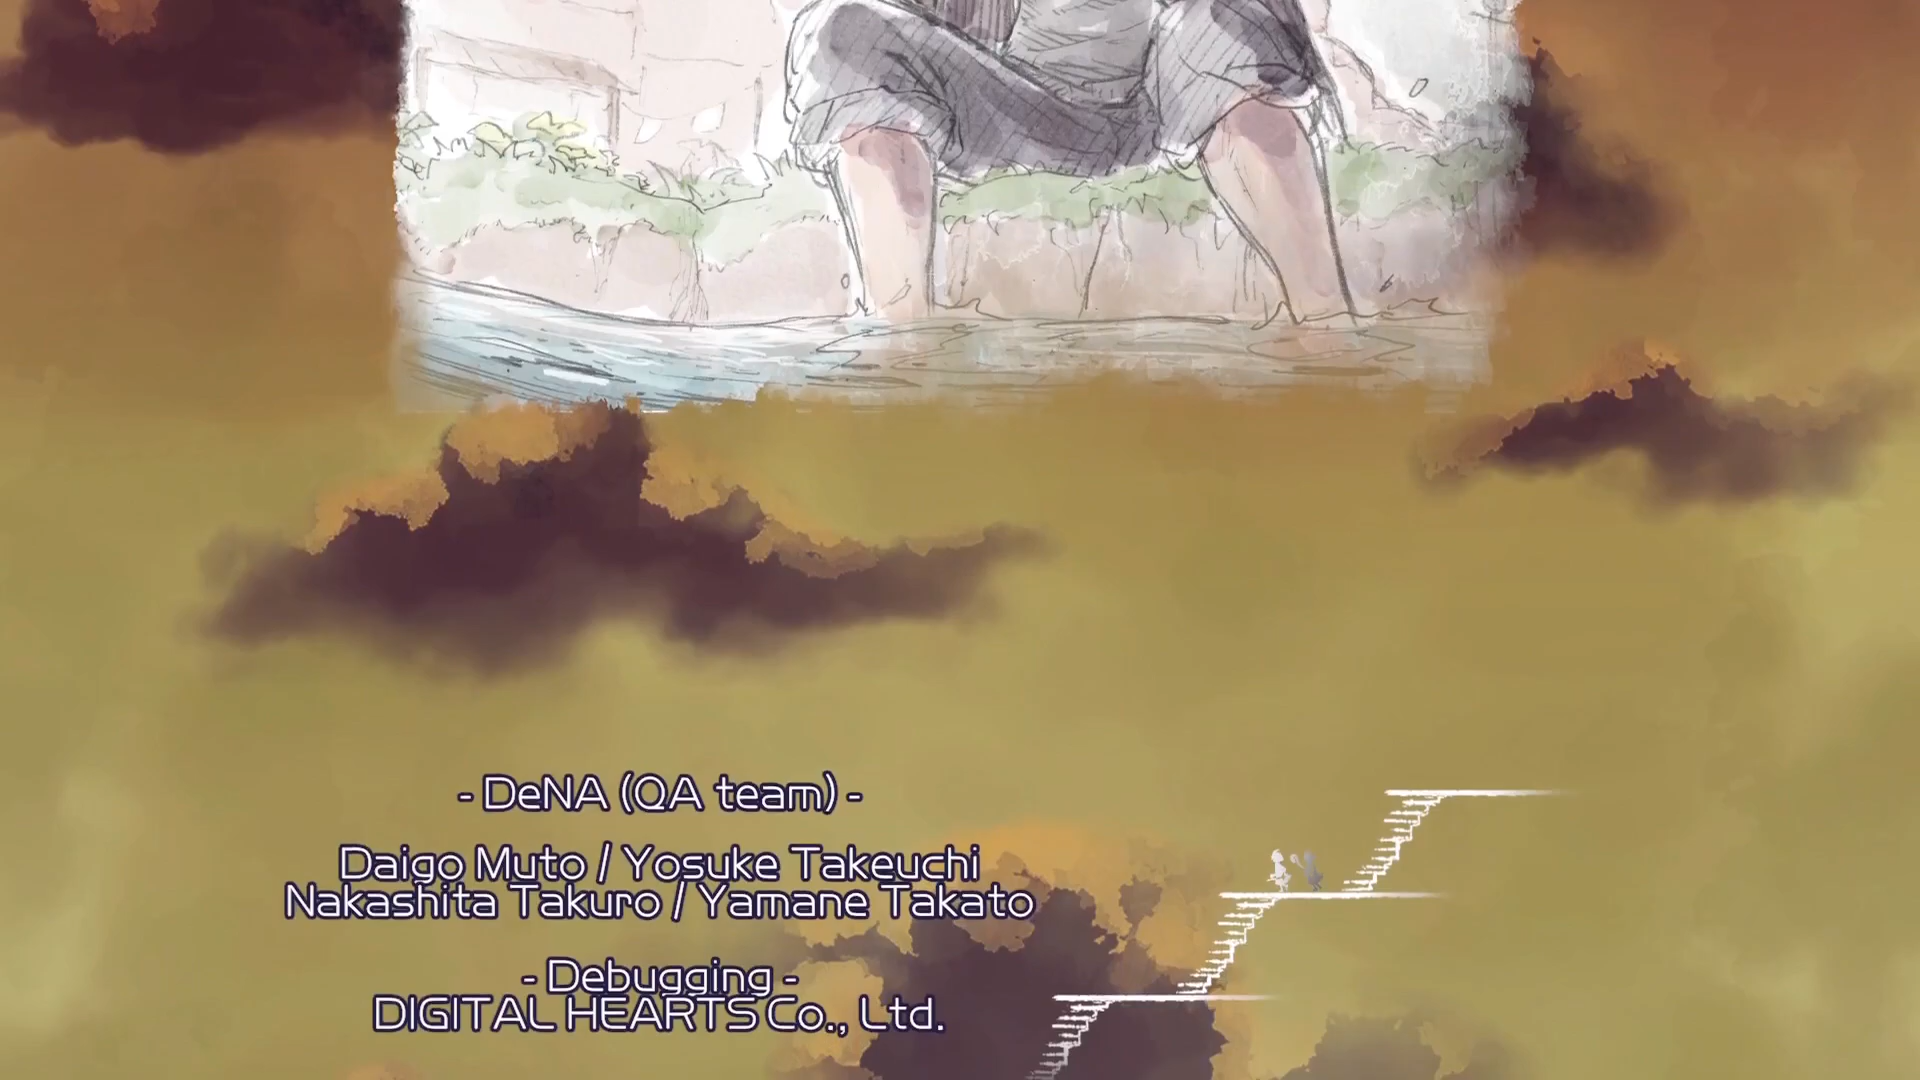 - DeNA (QA team) -
Daigo Muto / Yosuke Takeuchi
Nakashita Takuro / Yamane Takato
- Debugging -
DIGITAL HEARTS Co., Ltd.